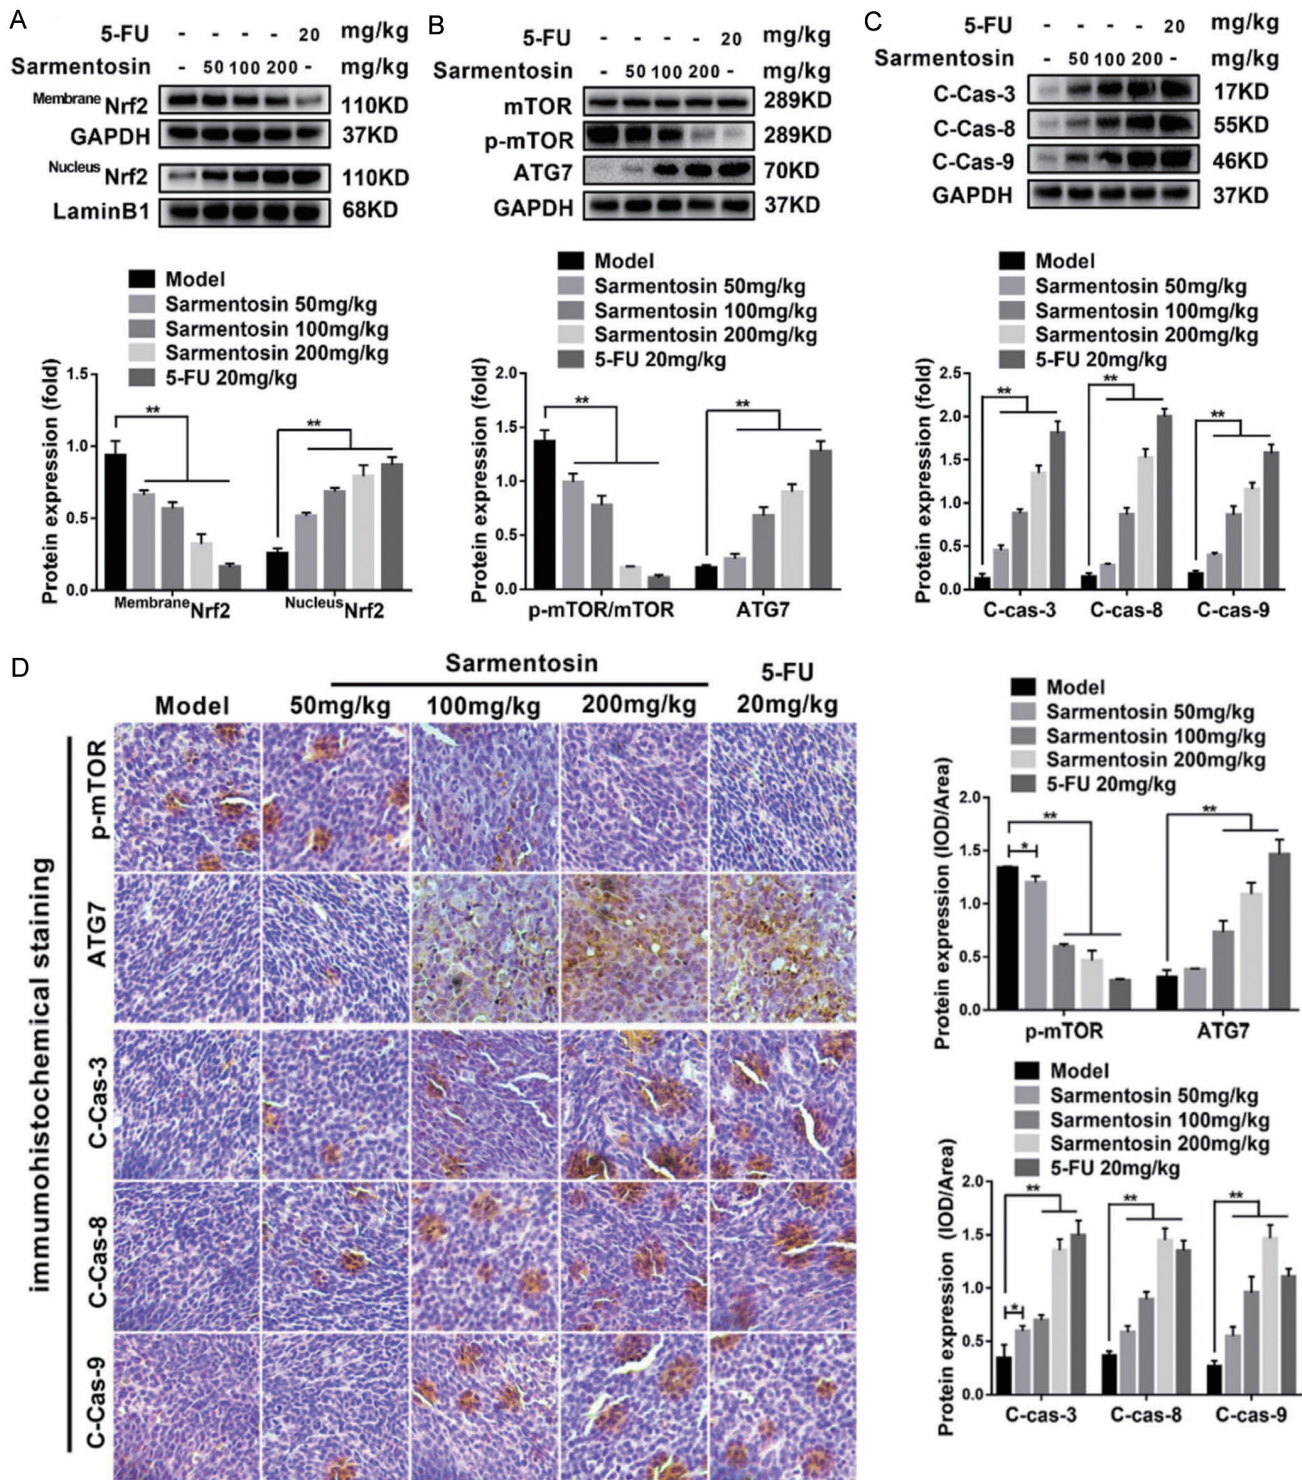 A
5-FU - - - - 20 mg/kg
Sarmentosin - 50 100 200 - mg/kg
Membrane Nrf2 110KD
GAPDH 37KD
Nucleus Nrf2 110KD
LaminB1 68KD
Model
Sarmentosin 50mg/kg
Sarmentosin 100mg/kg
Sarmentosin 200mg/kg
5-FU 20mg/kg
Protein expression (fold)
1.5
1.0
0.5
0.0
**
**
Membrane Nrf2 Nucleus Nrf2
B
5-FU - - - - 20 mg/kg
Sarmentosin - 50 100 200 - mg/kg
mTOR 289KD
p-mTOR 289KD
ATG7 70KD
GAPDH 37KD
Model
Sarmentosin 50mg/kg
Sarmentosin 100mg/kg
Sarmentosin 200mg/kg
5-FU 20mg/kg
Protein expression (fold)
2.0
1.5
1.0
0.5
0.0
**
**
p-mTOR/mTOR ATG7
C
5-FU - - - - 20 mg/kg
Sarmentosin - 50 100 200 - mg/kg
C-Cas-3 17KD
C-Cas-8 55KD
C-Cas-9 46KD
GAPDH 37KD
Model
Sarmentosin 50mg/kg
Sarmentosin 100mg/kg
Sarmentosin 200mg/kg
5-FU 20mg/kg
Protein expression (fold)
2.5
2.0
1.5
1.0
0.5
0.0
**
**
**
C-cas-3 C-cas-8 C-cas-9
D
Sarmentosin 5-FU
Model 50mg/kg 100mg/kg 200mg/kg 20mg/kg
immumohistochemical staining
p-mTOR
ATG7
C-Cas-3
C-Cas-8
C-Cas-9
Model
Sarmentosin 50mg/kg
Sarmentosin 100mg/kg
Sarmentosin 200mg/kg
5-FU 20mg/kg
Protein expression (IOD/Area)
2.0
1.5
1.0
0.5
0.0
**
*
**
p-mTOR ATG7
Model
Sarmentosin 50mg/kg
Sarmentosin 100mg/kg
Sarmentosin 200mg/kg
5-FU 20mg/kg
Protein expression (IOD/Area)
2.0
1.5
1.0
0.5
0.0
**
*
**
**
C-cas-3 C-cas-8 C-cas-9